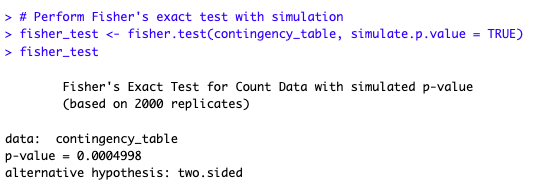 > # Perform Fisher's exact test with simulation
> fisher_test <- fisher.test(contingency_table, simulate.p.value = TRUE)
> fisher_test
Fisher's Exact Test for Count Data with simulated p-value
(based on 2000 replicates)
data:  contingency_table
p-value = 0.0004998
alternative hypothesis: two.sided